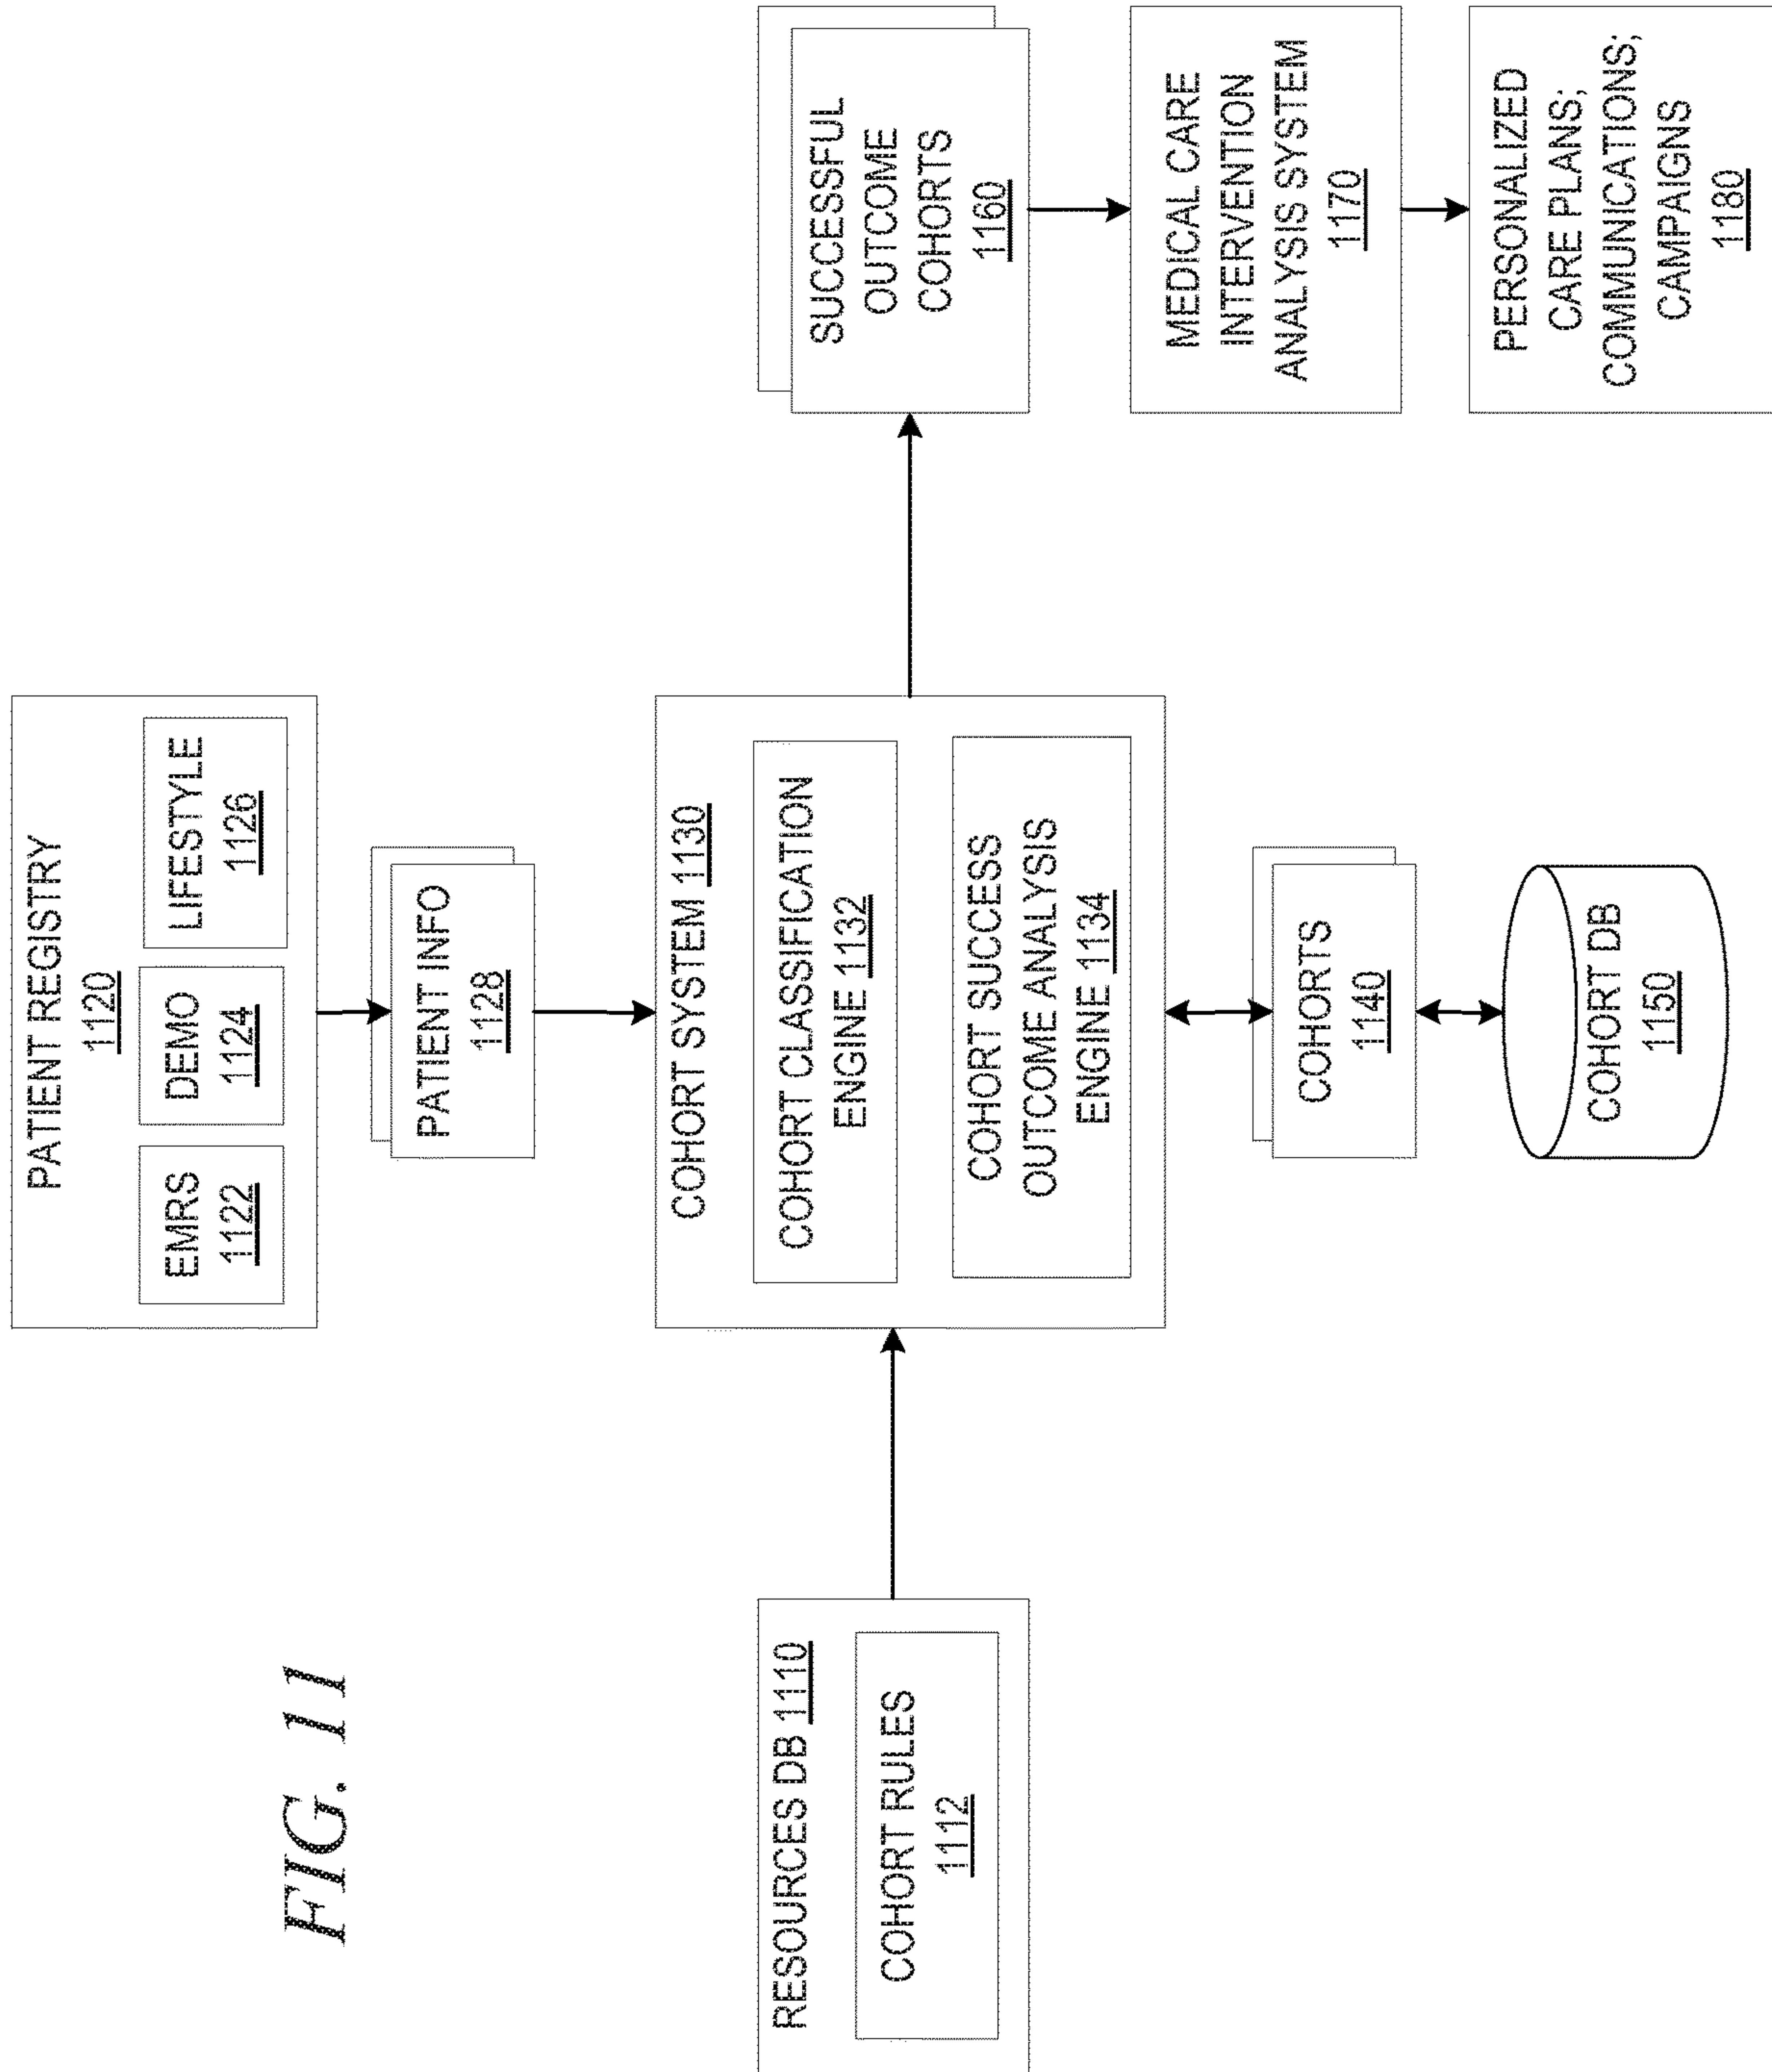 FIG. 11
PATIENT REGISTRY
1120
EMRS
1122
DEMO
1124
LIFESTYLE
1126
PATIENT INFO
1128
RESOURCES DB 1110
COHORT RULES
1112
COHORT SYSTEM 1130
COHORT CLASSIFICATION
ENGINE 1132
COHORT SUCCESS
OUTCOME ANALYSIS
ENGINE 1134
COHORTS
1140
COHORT DB
1150
SUCCESSFUL
OUTCOME
COHORTS
1160
MEDICAL CARE
INTERVENTION
ANALYSIS SYSTEM
1170
PERSONALIZED
CARE PLANS;
COMMUNICATIONS;
CAMPAIGNS
1180